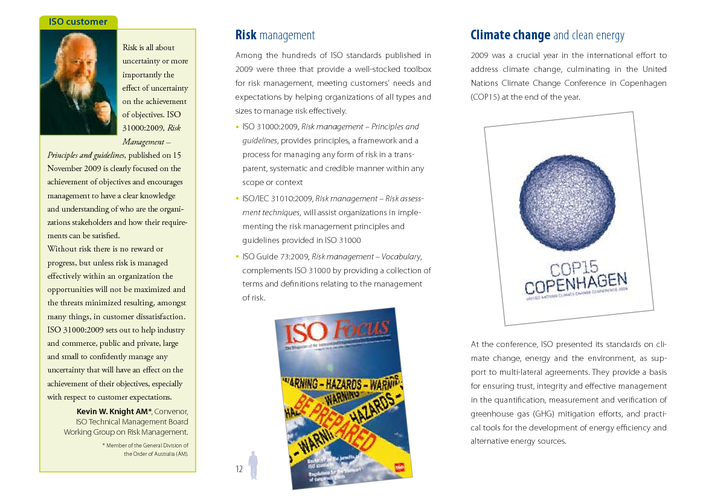 ISO customer
Risk is all about
uncertainty or more
importantly the
effect of uncertainty
on the achievement
of objectives. ISO
31000:2009, Risk
Management –
Principles and guidelines, published on 15
November 2009 is clearly focused on the
achievement of objectives and encourages
management to have a clear knowledge
and understanding of who are the organi-
zations stakeholders and how their require-
ments can be satisfied.
Without risk there is no reward or
progress, but unless risk is managed
effectively within an organization the
opportunities will not be maximized and
the threats minimized resulting, amongst
many things, in customer dissatisfaction.
ISO 31000:2009 sets out to help industry
and commerce, public and private, large
and small to confidently manage any
uncertainty that will have an effect on the
achievement of their objectives, especially
with respect to customer expectations.
Kevin W. Knight AM*, Convenor,
ISO Technical Management Board
Working Group on Risk Management.
* Member of the General Division of
the Order of Australia (AM).
Risk management
Among the hundreds of ISO standards published in
2009 were three that provide a well-stocked toolbox
for risk management, meeting customers' needs and
expectations by helping organizations of all types and
sizes to manage risk effectively.
• ISO 31000:2009, Risk management – Principles and
guidelines, provides principles, a framework and a
process for managing any form of risk in a trans-
parent, systematic and credible manner within any
scope or context
• ISO/IEC 31010:2009, Risk management – Risk assess-
ment techniques, will assist organizations in imple-
menting the risk management principles and
guidelines provided in ISO 31000
• ISO Guide 73:2009, Risk management – Vocabulary,
complements ISO 31000 by providing a collection of
terms and definitions relating to the management
of risk.
ISO Focus
WARNING – HAZARDS – WARNING
HAZARDS –
BE PREPARED
– WARNING
12
Climate change and clean energy
2009 was a crucial year in the international effort to
address climate change, culminating in the United
Nations Climate Change Conference in Copenhagen
(COP15) at the end of the year.
COP15
COPENHAGEN
UNITED NATIONS CLIMATE CHANGE CONFERENCE 2009
At the conference, ISO presented its standards on cli-
mate change, energy and the environment, as sup-
port to multi-lateral agreements. They provide a basis
for ensuring trust, integrity and effective management
in the quantification, measurement and verification of
greenhouse gas (GHG) mitigation efforts, and practi-
cal tools for the development of energy efficiency and
alternative energy sources.